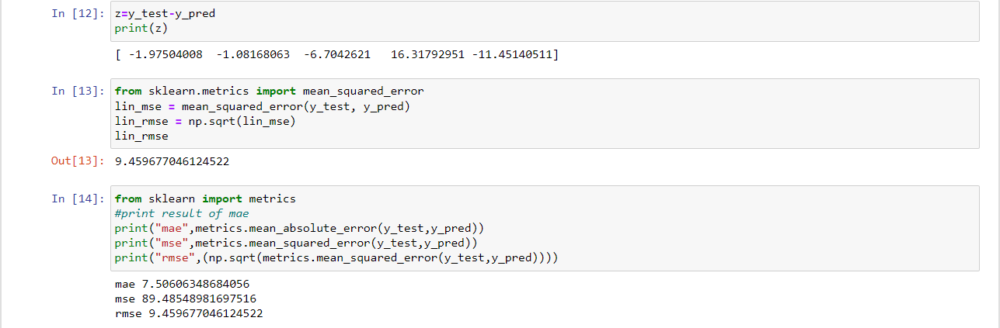 In [12]: z=y_test-y_pred
print(z)
[ -1.97504008  -1.08168063  -6.7042621   16.31792951 -11.45140511]
In [13]: from sklearn.metrics import mean_squared_error
lin_mse = mean_squared_error(y_test, y_pred)
lin_rmse = np.sqrt(lin_mse)
lin_rmse
Out[13]: 9.459677046124522
In [14]: from sklearn import metrics
#print result of mae
print("mae",metrics.mean_absolute_error(y_test,y_pred))
print("mse",metrics.mean_squared_error(y_test,y_pred))
print("rmse",(np.sqrt(metrics.mean_squared_error(y_test,y_pred))))
mae 7.50606348684056
mse 89.48548981697516
rmse 9.459677046124522